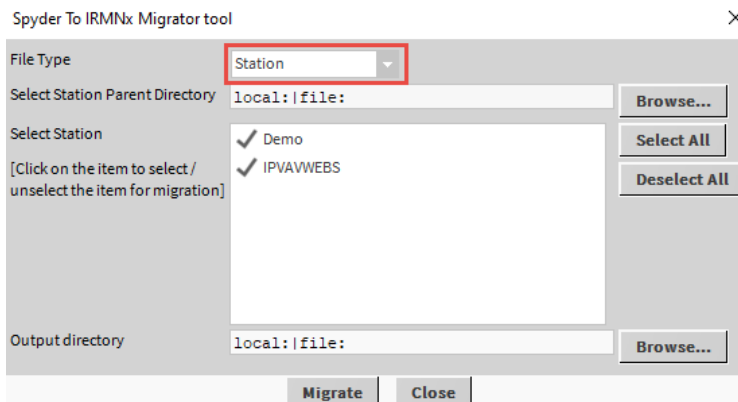 Spyder To IRMNx Migrator tool
File Type
Station
Select Station Parent Directory
local:|file:
Browse...
Select Station
Demo
Select All
[Click on the item to select /
unselect the item for migration]
IPVAVWEBS
Deselect All
Output directory
local:|file:
Browse...
Migrate
Close